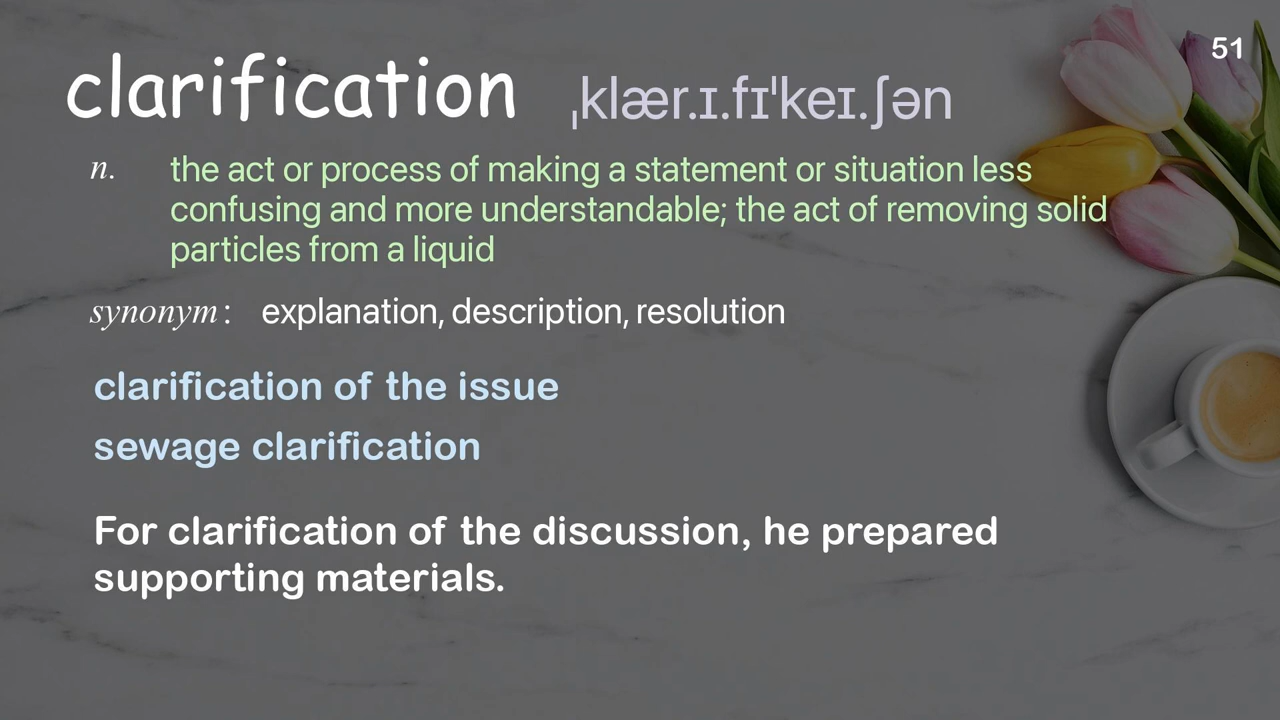 51
clarification ˌklær.ɪ.fɪˈkeɪ.ʃən
n. the act or process of making a statement or situation less
confusing and more understandable; the act of removing solid
particles from a liquid
synonym: explanation, description, resolution
clarification of the issue
sewage clarification
For clarification of the discussion, he prepared
supporting materials.